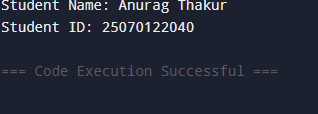 Student Name: Anurag Thakur
Student ID: 25070122040
=== Code Execution Successful ===